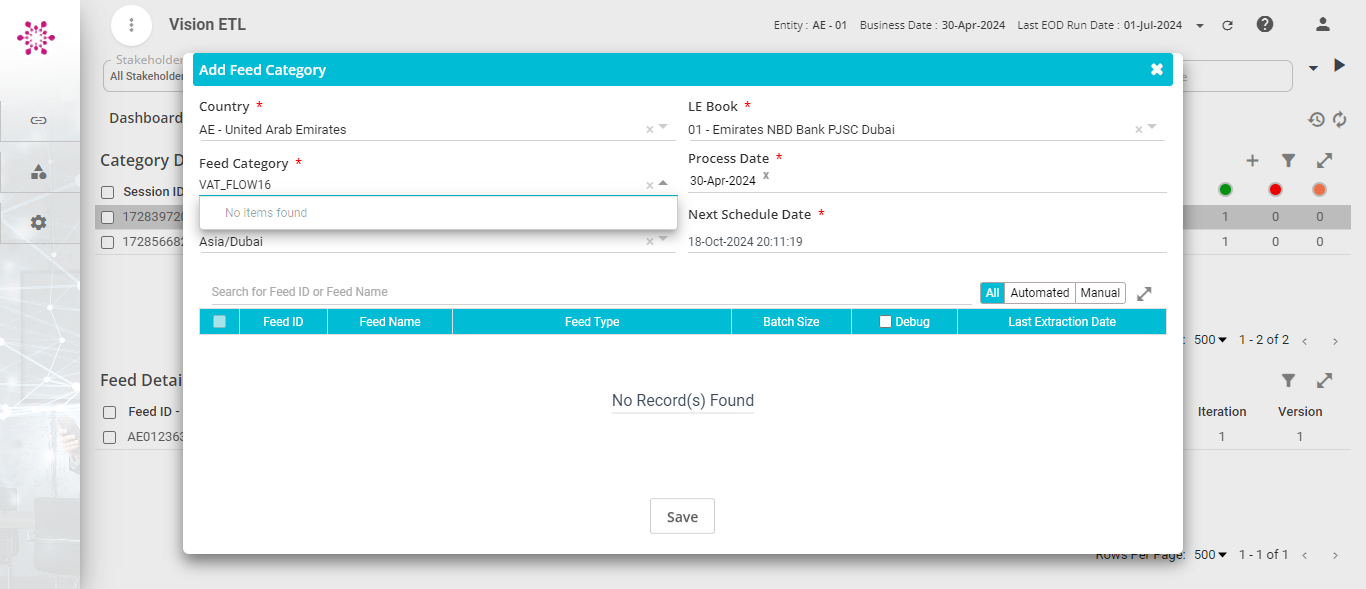 Vision ETL
Entity : AE - 01 Business Date : 30-Apr-2024 Last EOD Run Date : 01-Jul-2024
Stakeholder
All Stakeholder
Dashboard
Category D
Session ID
172839720
1 0 0
172856682
1 0 0
500 1 - 2 of 2
Feed Detai
Feed ID -
Iteration Version
AE012363
1 1
Rows Per Page: 500 1 - 1 of 1
Add Feed Category
Country *
LE Book *
AE - United Arab Emirates
01 - Emirates NBD Bank PJSC Dubai
Feed Category *
Process Date *
VAT_FLOW16
30-Apr-2024 x
No items found
Next Schedule Date *
Asia/Dubai
18-Oct-2024 20:11:19
Search for Feed ID or Feed Name
All Automated Manual
Feed ID Feed Name Feed Type Batch Size Debug Last Extraction Date
No Record(s) Found
Save